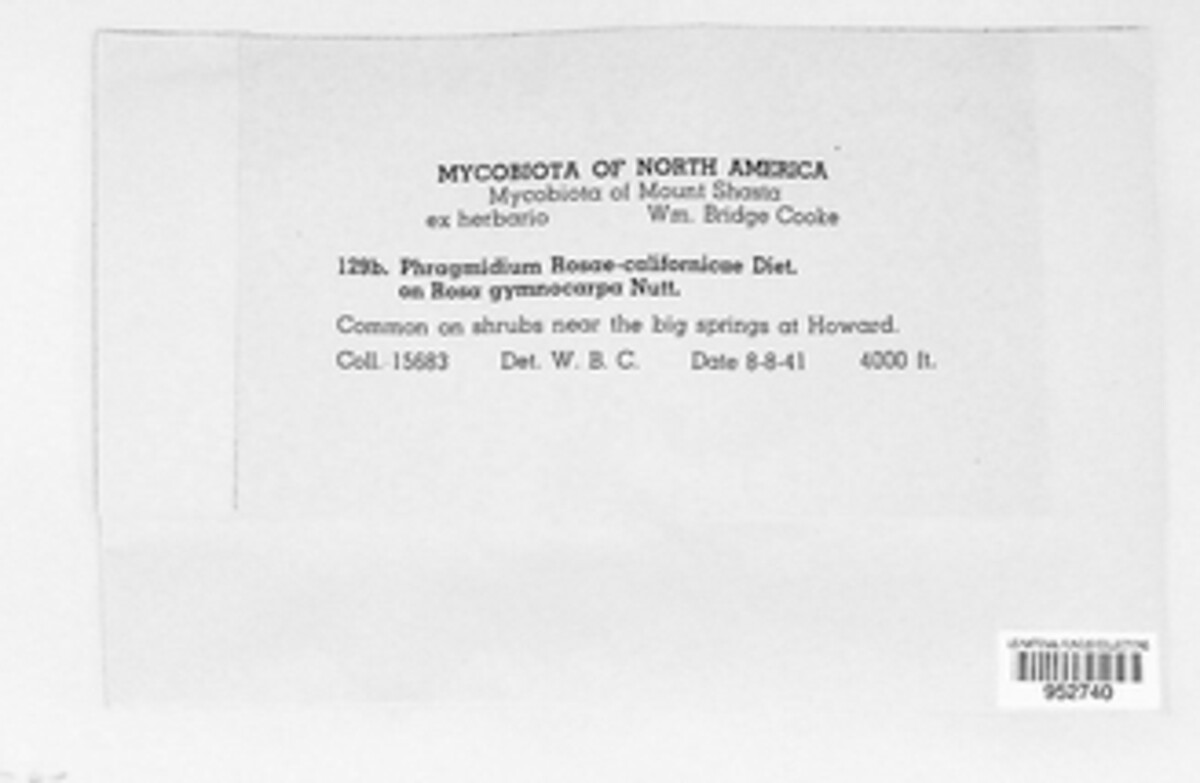 MYCOBIOTA OF NORTH AMERICA
Mycobiota of Mount Shasta
ex herbario Wm. Bridge Cooke
129b. Phragmidium Rosae-californicae Diet.
on Rosa gymnocarpa Nutt.
Common on shrubs near the big springs at Howard.
Coll. 15683 Det. W. B. C. Date 8-8-41 4000 ft.
952740